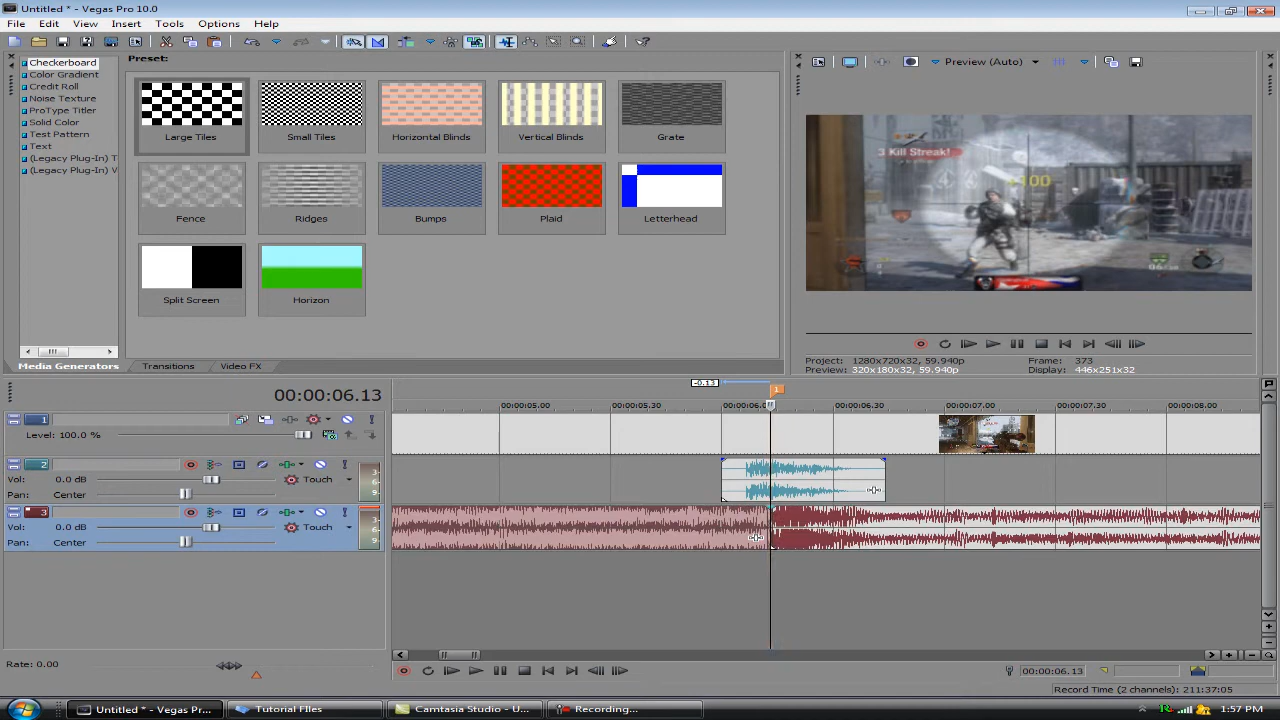 Untitled * - Vegas Pro 10.0
File Edit View Insert Tools Options Help
Checkerboard
Color Gradient
Credit Roll
Noise Texture
ProType Titler
Solid Color
Test Pattern
Text
(Legacy Plug-In) T
(Legacy Plug-In) V
Preset:
Large Tiles Small Tiles Horizontal Blinds Vertical Blinds Grate
Fence Ridges Bumps Plaid Letterhead
Split Screen Horizon
Media Generators Transitions Video FX
Preview (Auto)
3 Kill Streak!
+100
Project: 1280x720x32, 59.940p Frame: 373
Preview: 320x180x32, 59.940p Display: 446x251x32
00:00:06.13
-0.13
1
00:00:05.00 00:00:05.30 00:00:06.0 00:00:06.30 00:00:07.00 00:00:07.30 00:00:08.00
1
Level: 100.0 %
2
Vol: 0.0 dB Touch
Pan: Center
3
Vol: 0.0 dB Touch
Pan: Center
Rate: 0.00
00:00:06.13
Record Time (2 channels): 211:37:05
Untitled * - Vegas Pr... Tutorial FIles Camtasia Studio - U... Recording... 1:57 PM